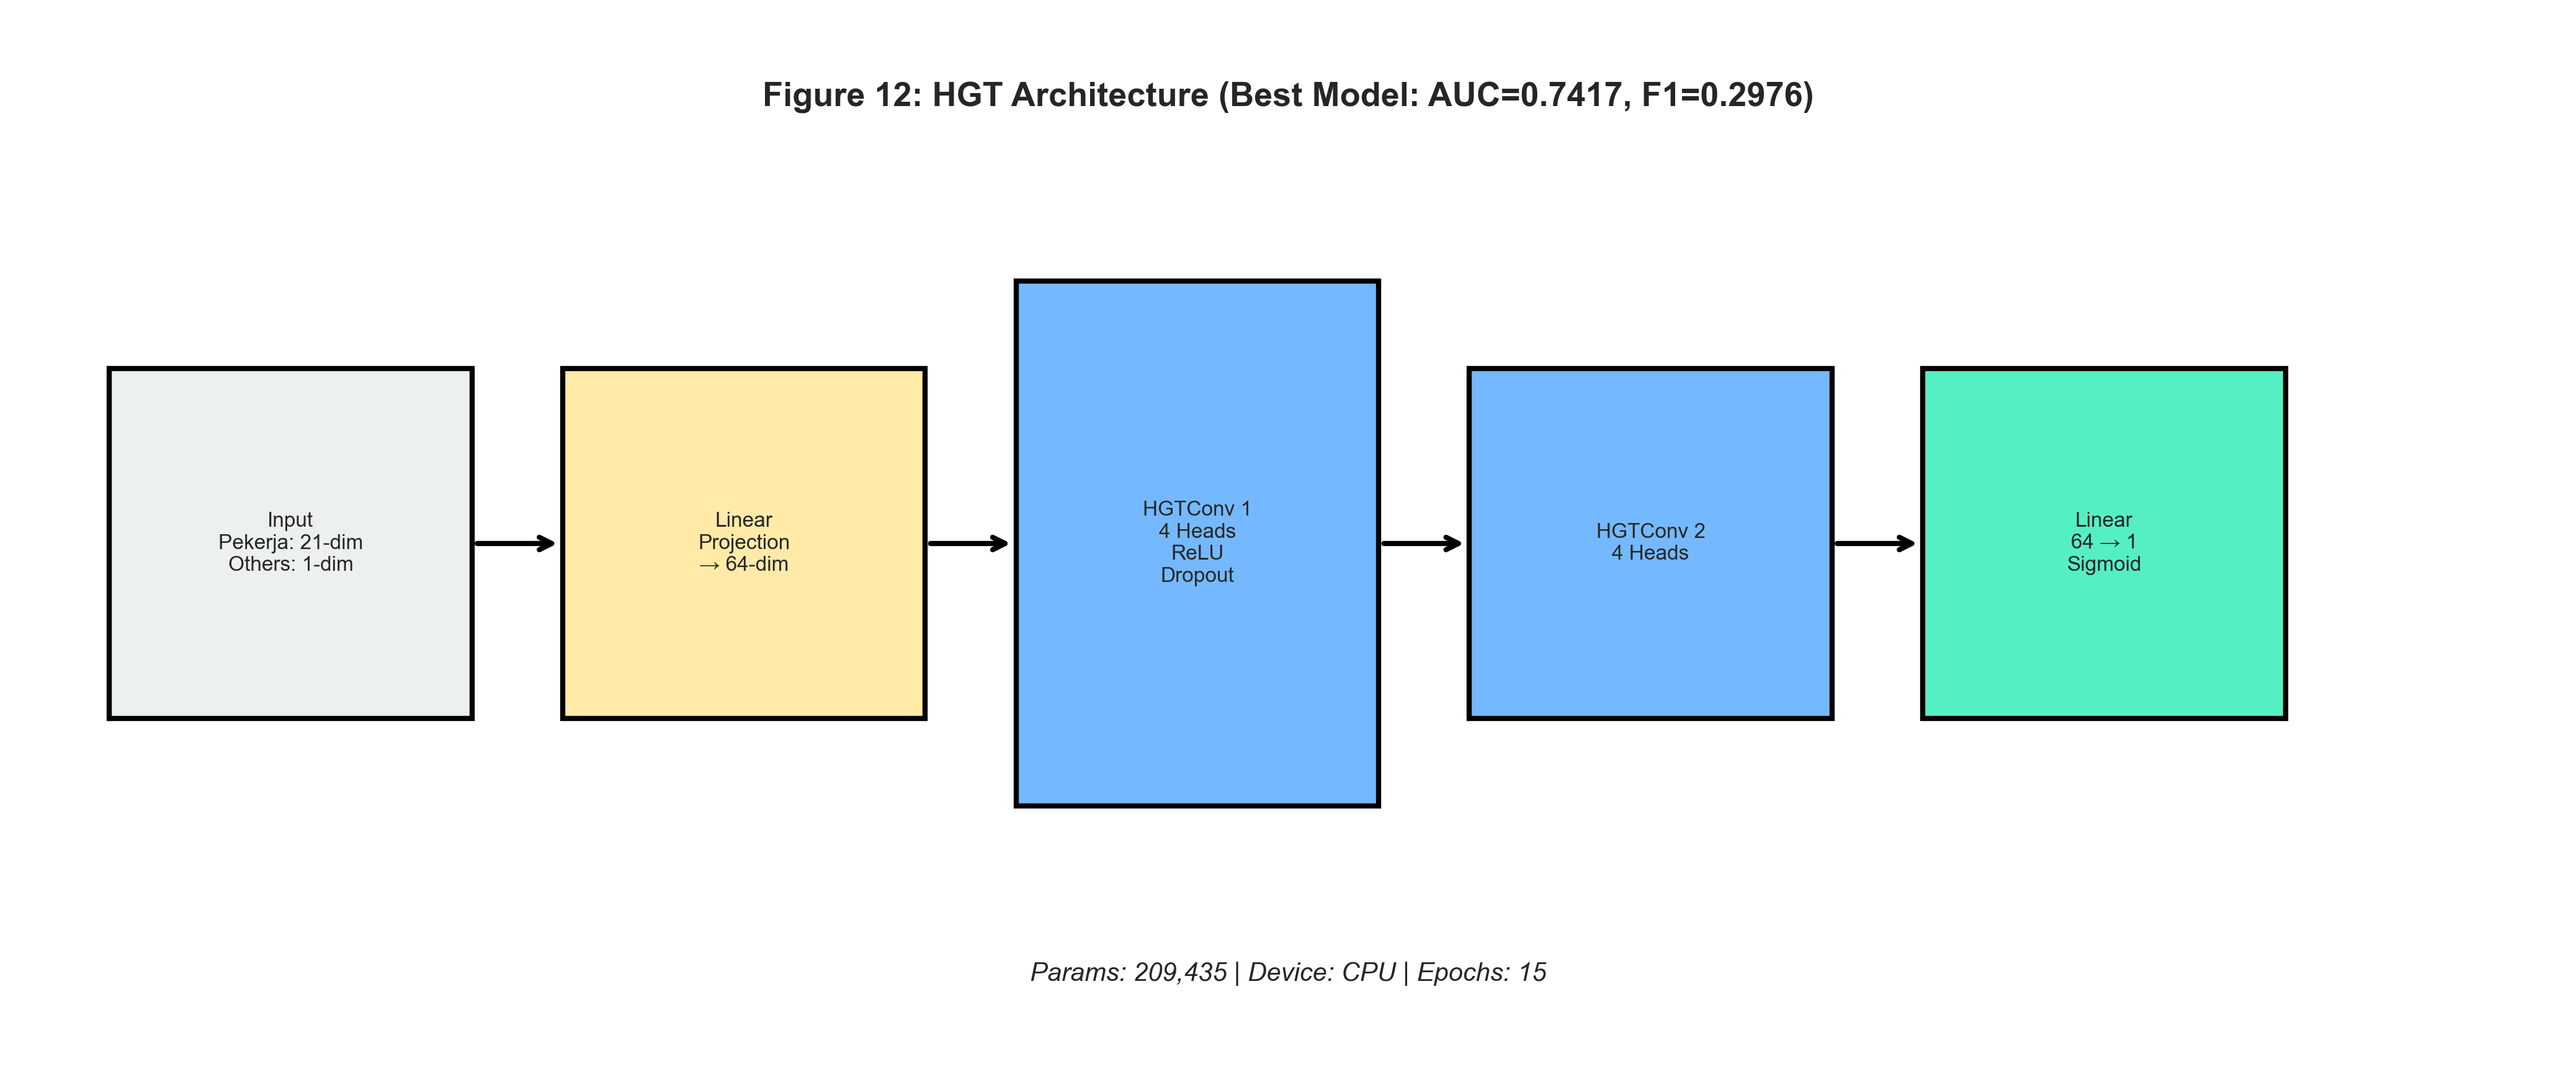 Figure 12: HGT Architecture (Best Model: AUC=0.7417, F1=0.2976)
Input
Pekerja: 21-dim
Others: 1-dim
Linear
Projection
→ 64-dim
HGTConv 1
4 Heads
ReLU
Dropout
HGTConv 2
4 Heads
Linear
64 → 1
Sigmoid
Params: 209,435 | Device: CPU | Epochs: 15